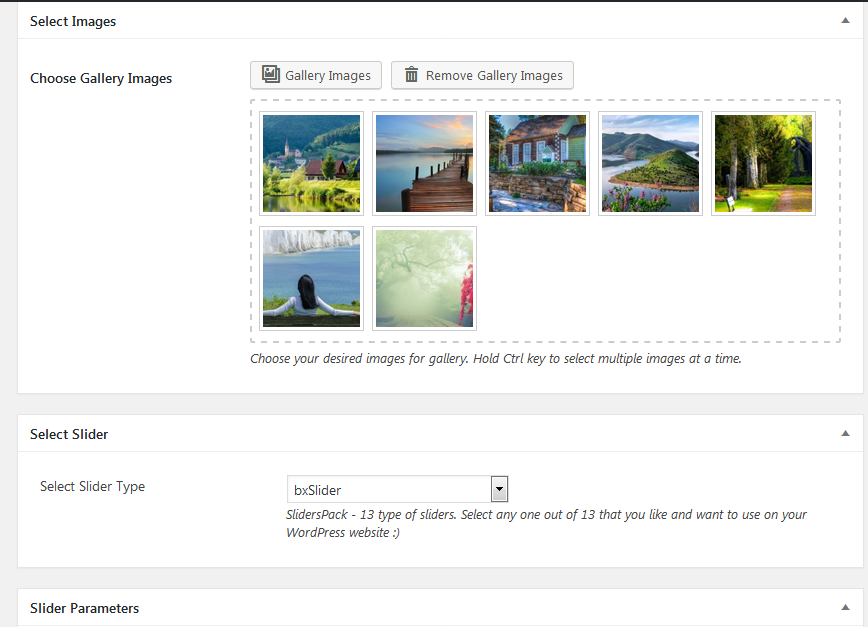 Select Images
Choose Gallery Images
Gallery Images
Remove Gallery Images
Choose your desired images for gallery. Hold Ctrl key to select multiple images at a time.
Select Slider
Select Slider Type
bxSlider
SlidersPack - 13 type of sliders. Select any one out of 13 that you like and want to use on your
WordPress website :)
Slider Parameters